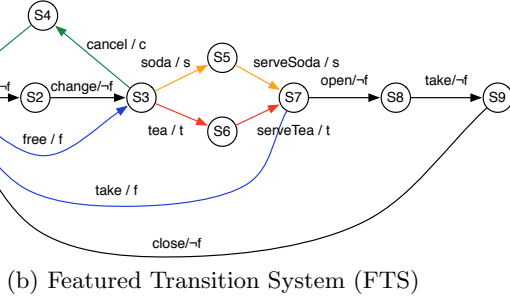 S4
cancel / c
soda / s
S5
serveSoda / s
¬f
S2
change/¬f
S3
S7
open/¬f
S8
take/¬f
S9
tea / t
S6
serveTea / t
free / f
take / f
close/¬f
(b) Featured Transition System (FTS)